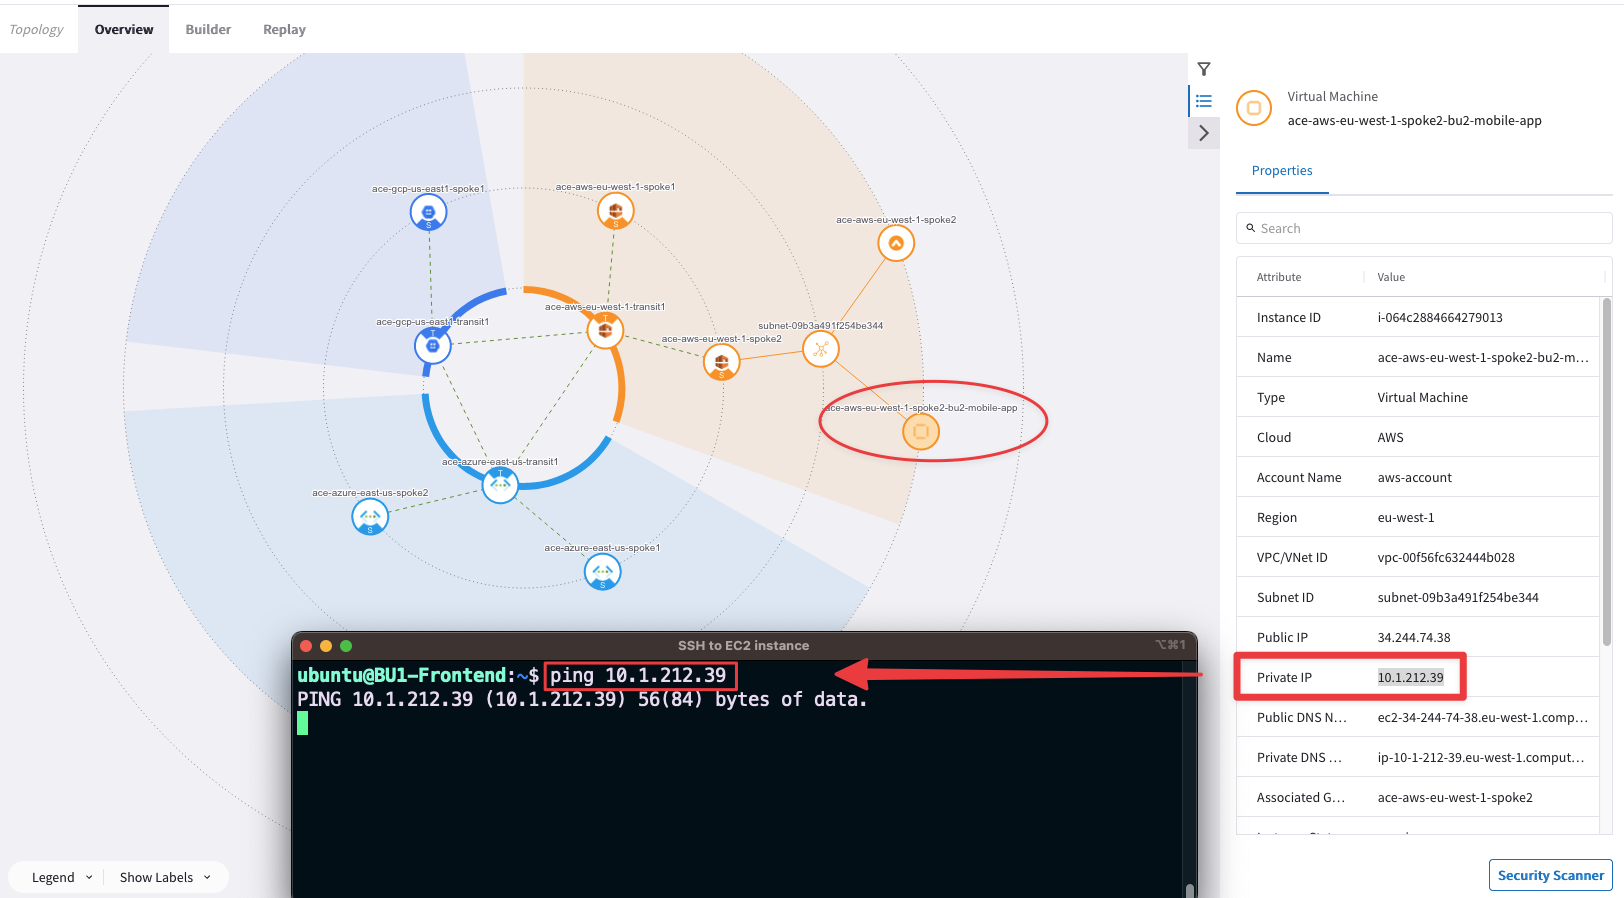 Topology
Overview
Builder
Replay
ace-gcp-us-east1-spoke1
S
ace-aws-eu-west-1-spoke1
S
ace-aws-eu-west-1-spoke2
ace-aws-eu-west-1-transit1
T
ace-gcp-us-east1-transit1
T
subnet-09b3a491f254be344
ace-aws-eu-west-1-spoke2
S
ace-aws-eu-west-1-spoke2-bu2-mobile-app
ace-azure-east-us-transit1
T
ace-azure-east-us-spoke2
S
ace-azure-east-us-spoke1
S
SSH to EC2 instance
⌥⌘1
ubuntu@BU1-Frontend:~$ ping 10.1.212.39
PING 10.1.212.39 (10.1.212.39) 56(84) bytes of data.
Legend
Show Labels
Virtual Machine
ace-aws-eu-west-1-spoke2-bu2-mobile-app
Properties
Search
Attribute Value
Instance ID i-064c2884664279013
Name ace-aws-eu-west-1-spoke2-bu2-m...
Type Virtual Machine
Cloud AWS
Account Name aws-account
Region eu-west-1
VPC/VNet ID vpc-00f56fc632444b028
Subnet ID subnet-09b3a491f254be344
Public IP 34.244.74.38
Private IP 10.1.212.39
Public DNS N... ec2-34-244-74-38.eu-west-1.comp...
Private DNS ... ip-10-1-212-39.eu-west-1.comput...
Associated G... ace-aws-eu-west-1-spoke2
Security Scanner